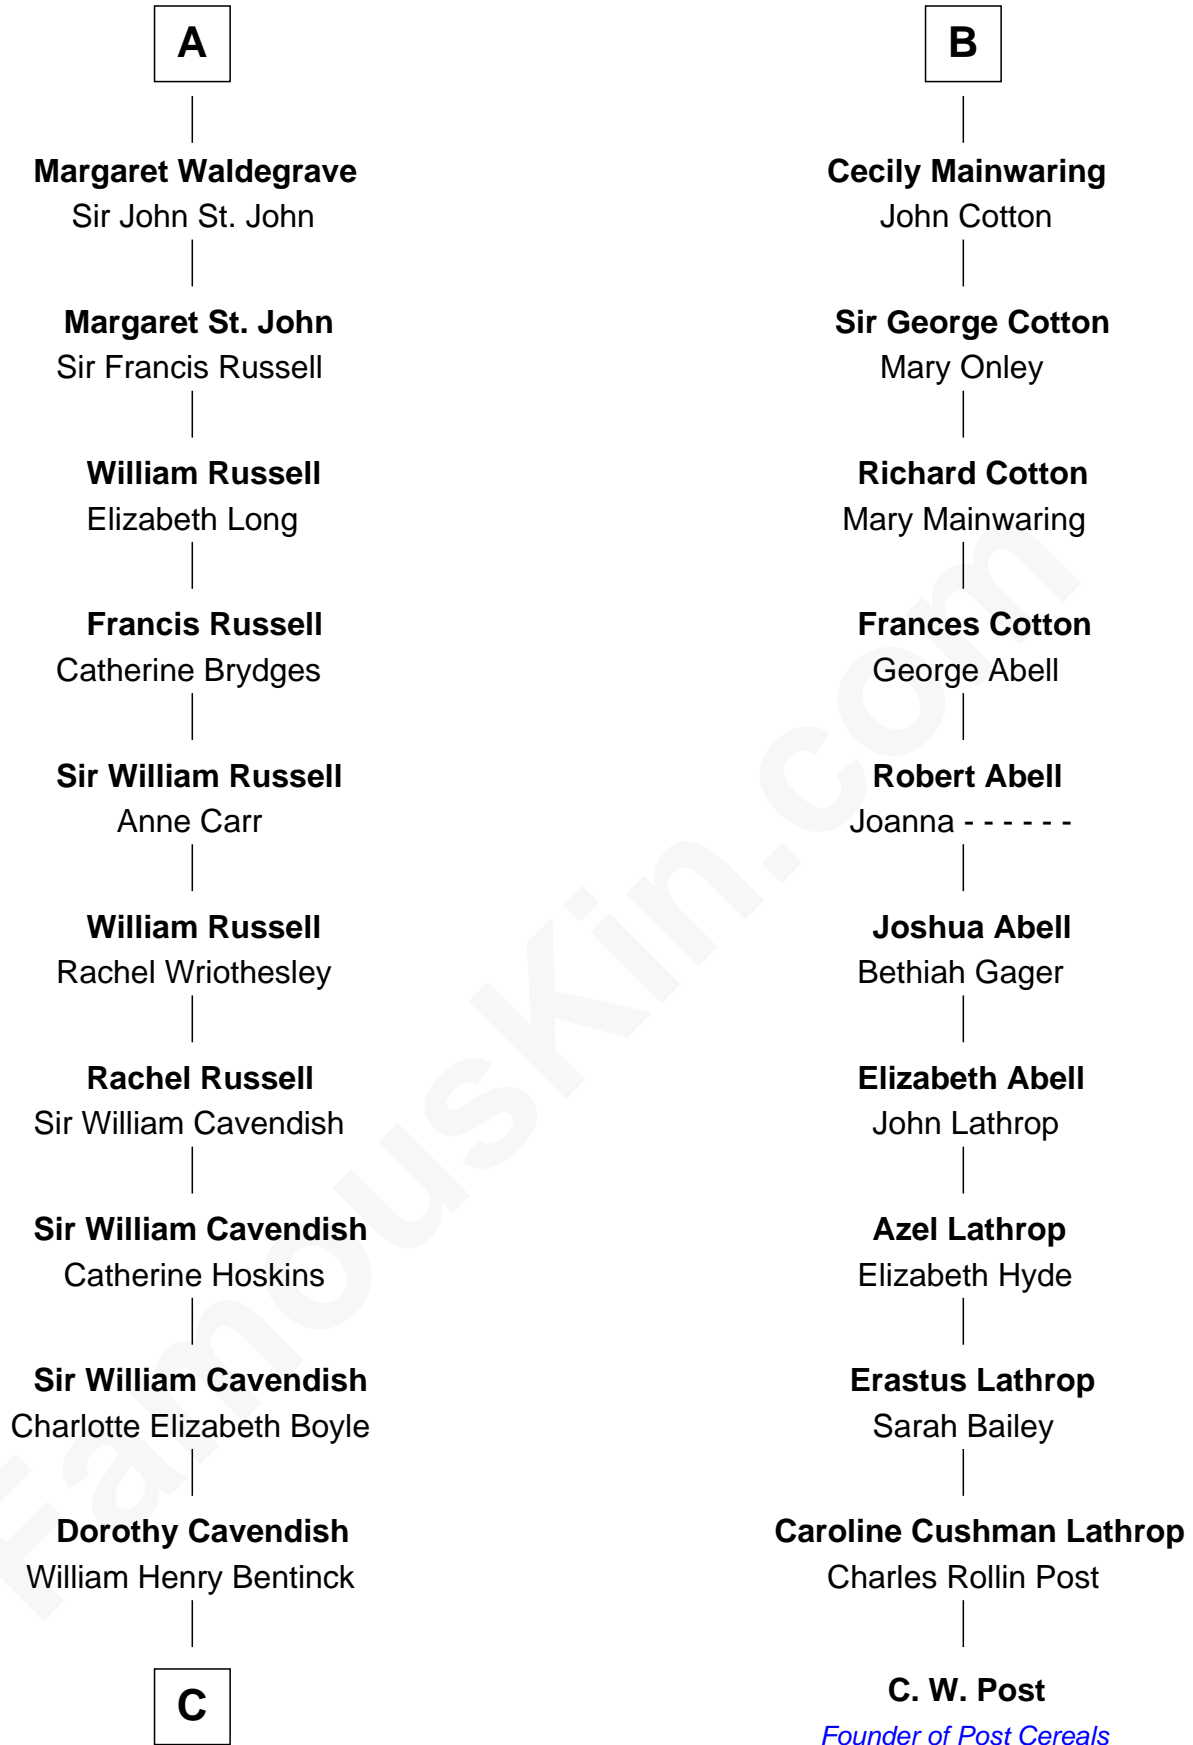 A
Margaret Waldegrave
Sir John St. John
Margaret St. John
Sir Francis Russell
William Russell
Elizabeth Long
Francis Russell
Catherine Brydges
Sir William Russell
Anne Carr
William Russell
Rachel Wriothesley
Rachel Russell
Sir William Cavendish
Sir William Cavendish
Catherine Hoskins
Sir William Cavendish
Charlotte Elizabeth Boyle
Dorothy Cavendish
William Henry Bentinck
C
B
Cecily Mainwaring
John Cotton
Sir George Cotton
Mary Onley
Richard Cotton
Mary Mainwaring
Frances Cotton
George Abell
Robert Abell
Joanna - - - - - -
Joshua Abell
Bethiah Gager
Elizabeth Abell
John Lathrop
Azel Lathrop
Elizabeth Hyde
Erastus Lathrop
Sarah Bailey
Caroline Cushman Lathrop
Charles Rollin Post
C. W. Post
Founder of Post Cereals
FamousKin.com